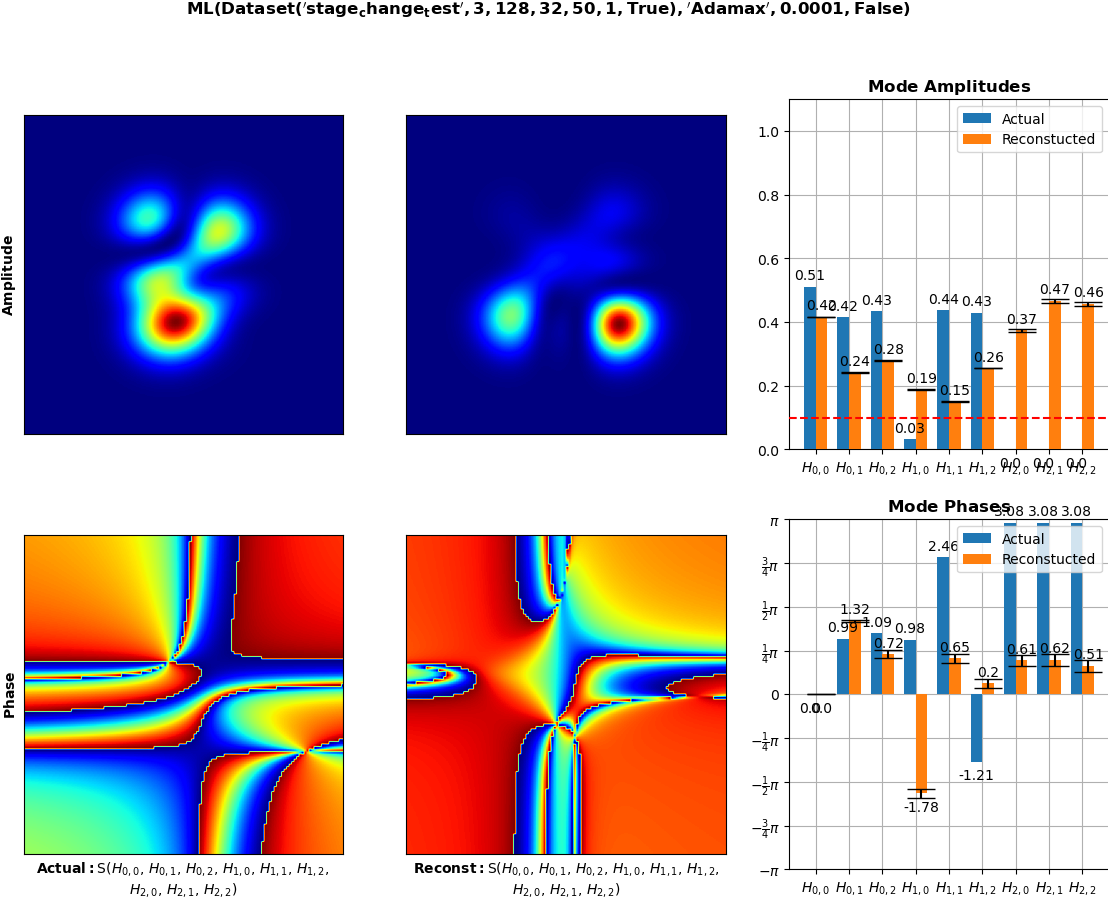 ML(Dataset('stage_change_test', 3, 128, 32, 50, 1, True), 'Adamax', 0.0001, False)
Amplitude
Mode Amplitudes
Actual
Reconstucted
1.0
0.8
0.6
0.4
0.2
0.0
0.51 0.42 0.42 0.24 0.43 0.28 0.03 0.19 0.44 0.15 0.43 0.26 0.0 0.37 0.0 0.47 0.0 0.46
H0,0 H0,1 H0,2 H1,0 H1,1 H1,2 H2,0 H2,1 H2,2
Phase
Mode Phases
Actual
Reconstucted
π
3/4π
1/2π
1/4π
0
−1/4π
−1/2π
−3/4π
−π
0.0 0.0 0.99 1.32 1.09 0.72 0.98 -1.78 2.46 0.65 -1.21 0.2 3.08 0.61 3.08 0.62 3.08 0.51
H0,0 H0,1 H0,2 H1,0 H1,1 H1,2 H2,0 H2,1 H2,2
Actual: S(H0,0, H0,1, H0,2, H1,0, H1,1, H1,2,
H2,0, H2,1, H2,2)
Reconst: S(H0,0, H0,1, H0,2, H1,0, H1,1, H1,2,
H2,0, H2,1, H2,2)